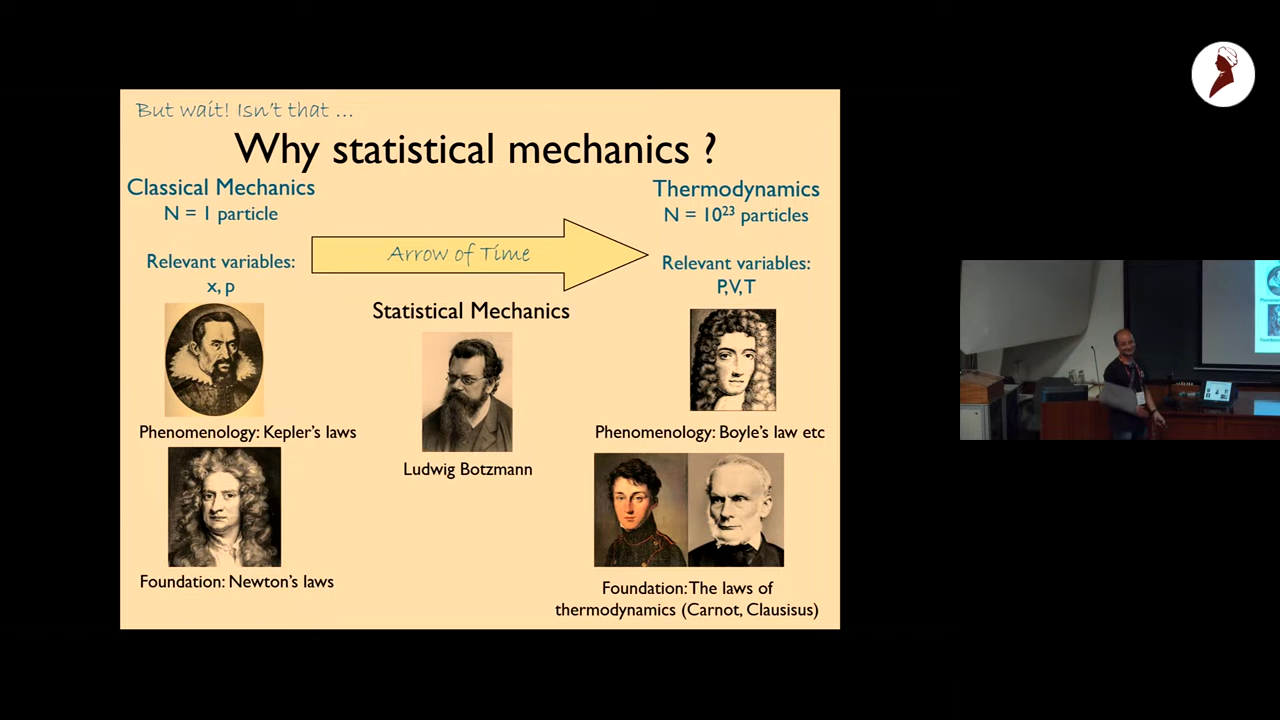 But wait! Isn't that ...
Why statistical mechanics ?
Classical Mechanics
N = 1 particle
Relevant variables:
x, p
Arrow of Time
Thermodynamics
N = 10²³ particles
Relevant variables:
P,V,T
Statistical Mechanics
Phenomenology: Kepler's laws
Ludwig Botzmann
Phenomenology: Boyle's law etc
Foundation: Newton's laws
Foundation: The laws of
thermodynamics (Carnot, Clausisus)